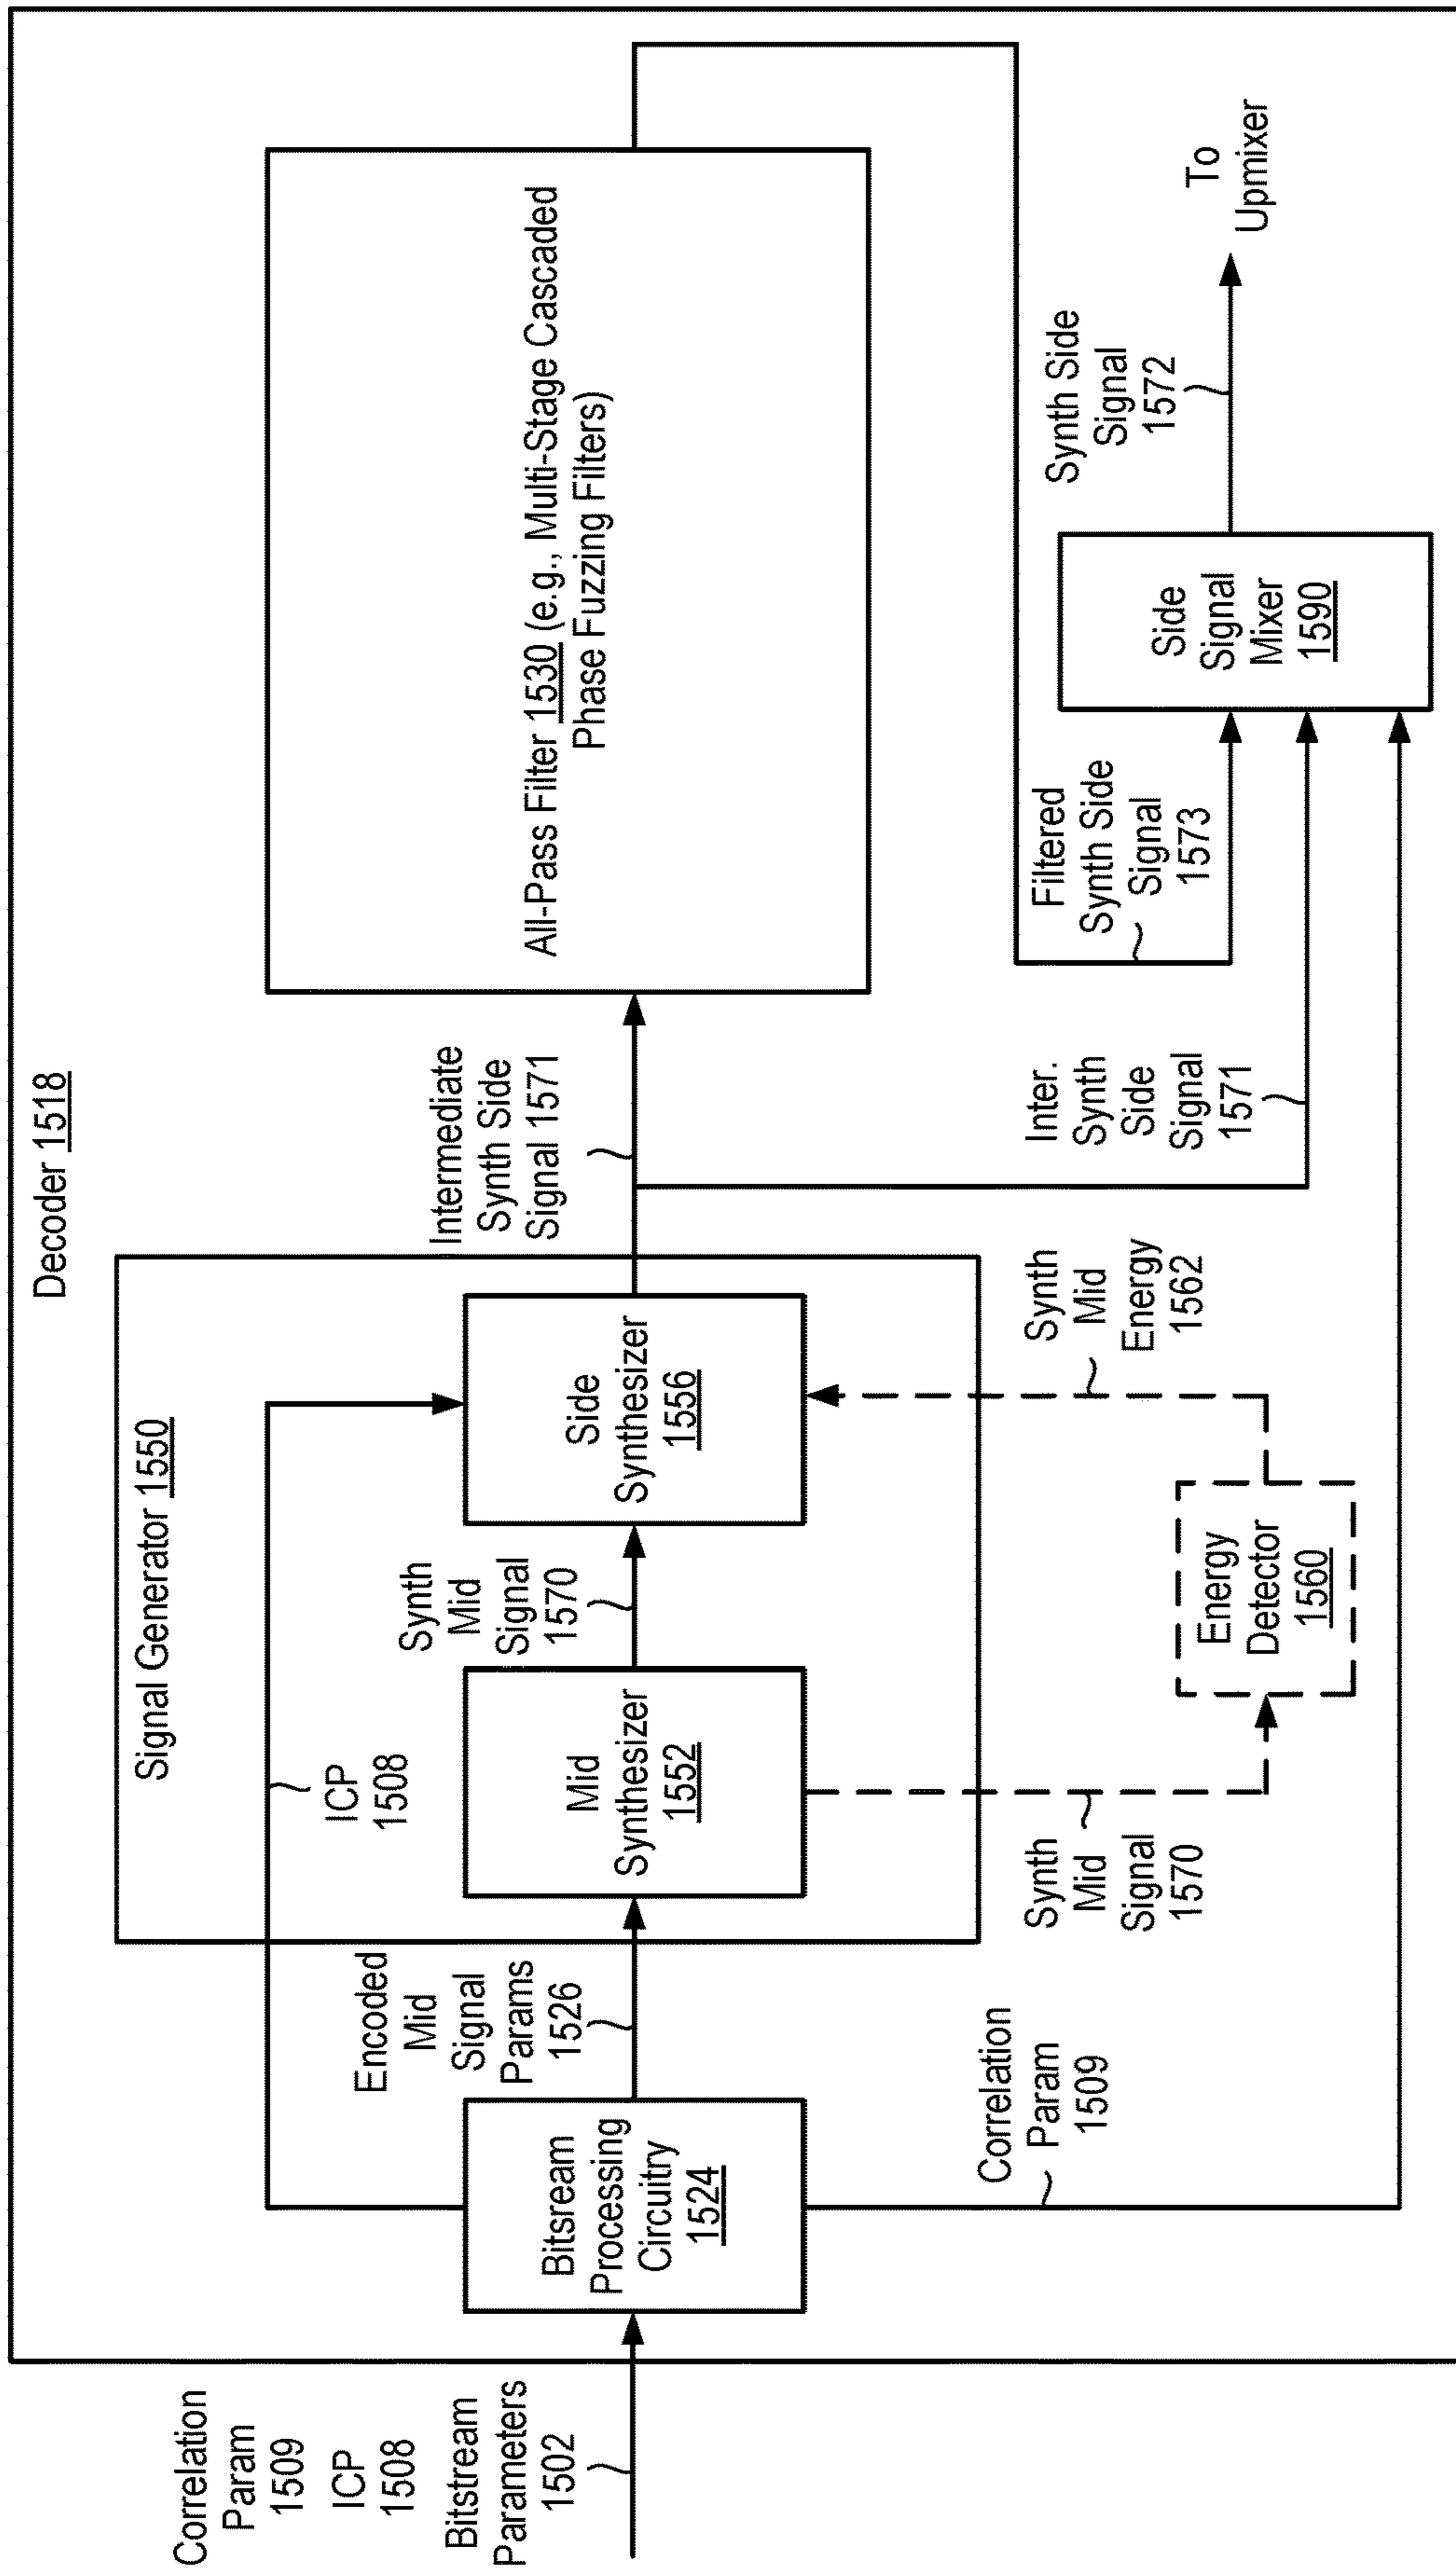 Decoder 1518
Correlation
Param
1509
ICP
1508
Bitstream
Parameters
1502
Bitsream
Processing
Circuitry
1524
Encoded
Mid
Signal
Params
1526
Correlation
Param
1509
Signal Generator 1550
ICP
1508
Mid
Synthesizer
1552
Synth
Mid
Signal
1570
Side
Synthesizer
1556
Synth
Mid
Signal
1570
Energy
Detector
1560
Synth
Mid
Energy
1562
Intermediate
Synth Side
Signal 1571
Inter.
Synth
Side
Signal
1571
All-Pass Filter 1530 (e.g., Multi-Stage Cascaded
Phase Fuzzing Filters)
Filtered
Synth Side
Signal
1573
Side
Signal
Mixer
1590
Synth Side
Signal
1572
To
Upmixer